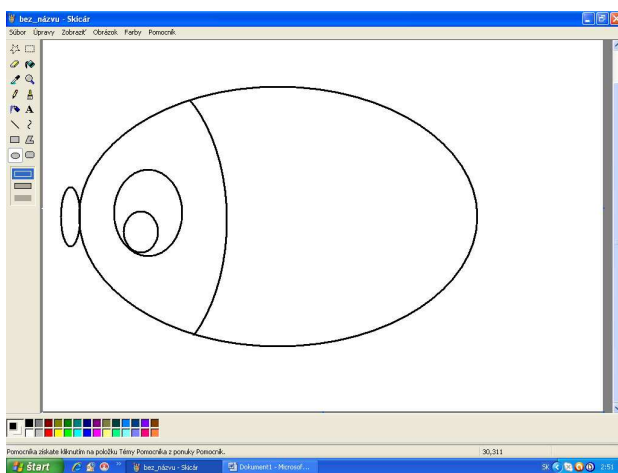 bez_názvu - Skicár
Súbor Úpravy Zobraziť Obrázok Farby Pomocník
A
Pomocníka získate kliknutím na položku Témy Pomocníka z ponuky Pomocník.
30,311
štart
bez_názvu - Skicár
Dokument1 - Microsof...
SK
2:51